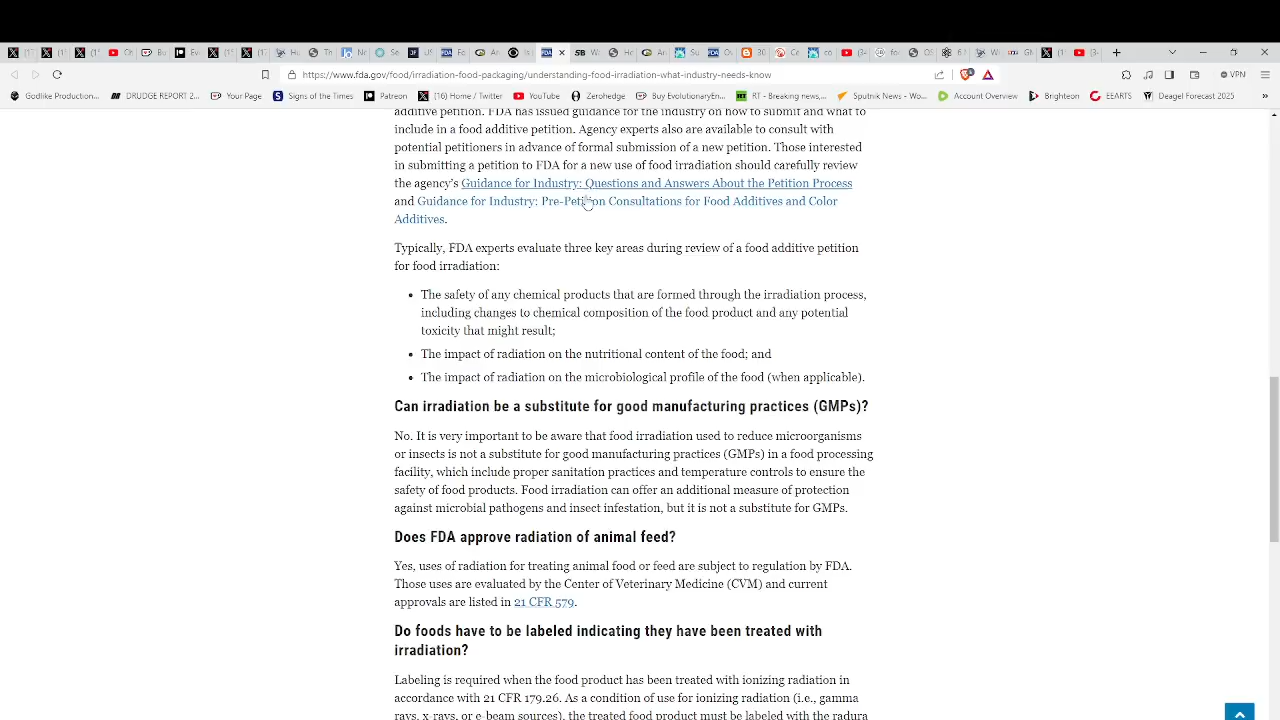 https://www.fda.gov/food/irradiation-food-packaging/understanding-food-irradiation-what-industry-needs-know
VPN
Godlike Productio... DRUDGE REPORT 2... Your Page Signs of the Times Patreon (16) Home / Twitter YouTube Zerohedge Buy EvolutionaryEn... RT - Breaking news,... Sputnik News - Wo... Account Overview Brighteon EEARTS Deagel Forecast 2025 »
additive petition. FDA has issued guidance for the industry on how to submit and what to
include in a food additive petition. Agency experts also are available to consult with
potential petitioners in advance of formal submission of a new petition. Those interested
in submitting a petition to FDA for a new use of food irradiation should carefully review
the agency's Guidance for Industry: Questions and Answers About the Petition Process
and Guidance for Industry: Pre-Petition Consultations for Food Additives and Color
Additives.
Typically, FDA experts evaluate three key areas during review of a food additive petition
for food irradiation:
• The safety of any chemical products that are formed through the irradiation process,
including changes to chemical composition of the food product and any potential
toxicity that might result;
• The impact of radiation on the nutritional content of the food; and
• The impact of radiation on the microbiological profile of the food (when applicable).
Can irradiation be a substitute for good manufacturing practices (GMPs)?
No. It is very important to be aware that food irradiation used to reduce microorganisms
or insects is not a substitute for good manufacturing practices (GMPs) in a food processing
facility, which include proper sanitation practices and temperature controls to ensure the
safety of food products. Food irradiation can offer an additional measure of protection
against microbial pathogens and insect infestation, but it is not a substitute for GMPs.
Does FDA approve radiation of animal feed?
Yes, uses of radiation for treating animal food or feed are subject to regulation by FDA.
Those uses are evaluated by the Center of Veterinary Medicine (CVM) and current
approvals are listed in 21 CFR 579.
Do foods have to be labeled indicating they have been treated with
irradiation?
Labeling is required when the food product has been treated with ionizing radiation in
accordance with 21 CFR 179.26. As a condition of use for ionizing radiation (i.e., gamma
rays, x-rays, or e-beam sources), the treated food product must be labeled with the radura